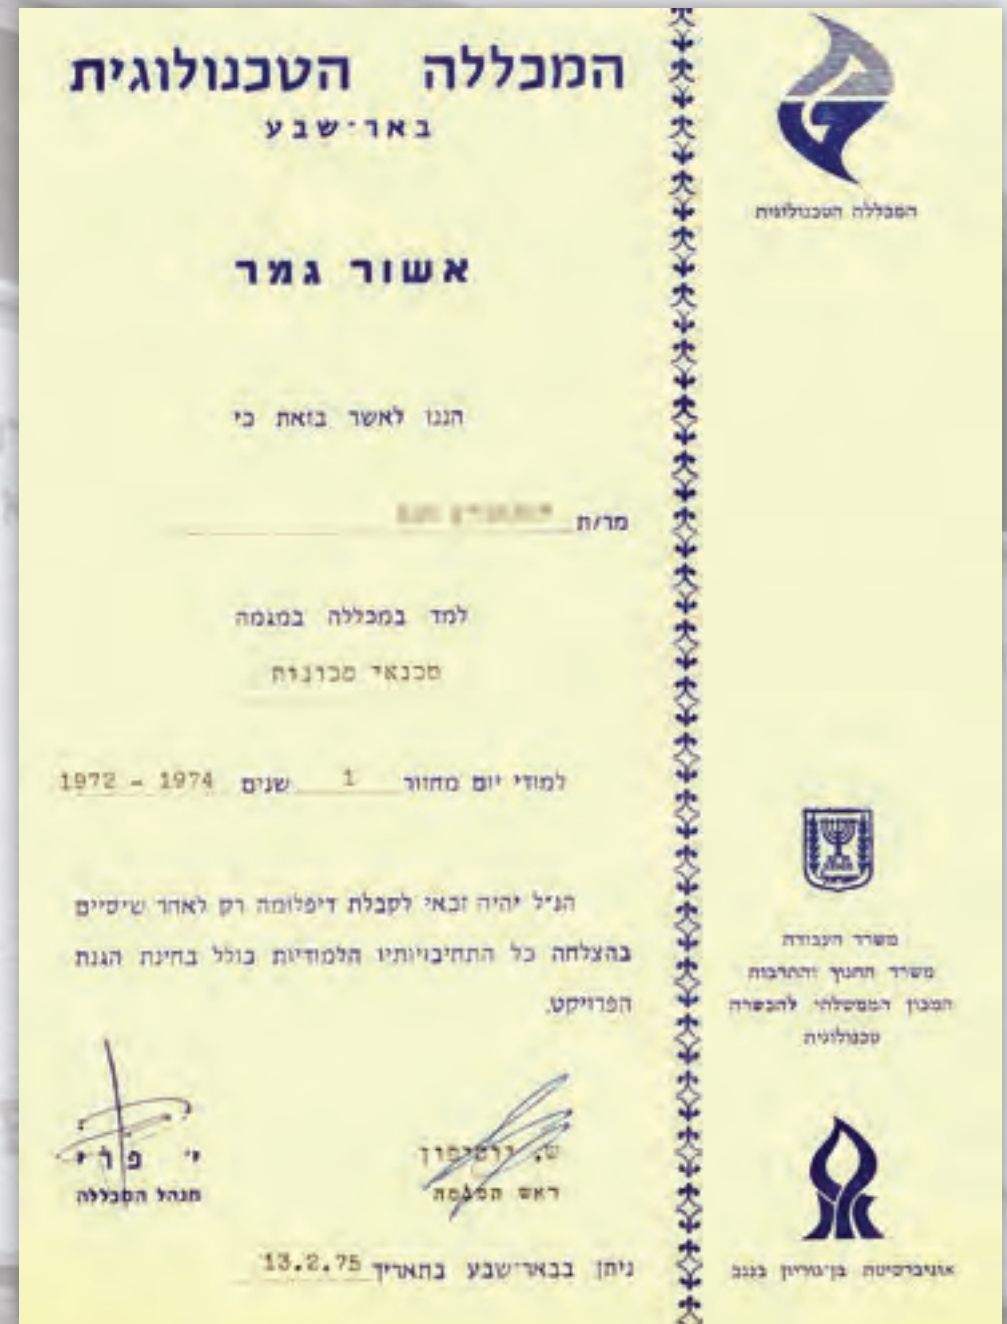 המכללה הטכנולוגית
באר-שבע
אשור גמר
הננו לאשר בזאת כי
מר/ת
למד במכללה במגמה
טכנאי מכונות
למודי יום מחזור 1 שנים 1972 - 1974
הנ״ל יהיה זכאי לקבלת דיפלומה רק לאחר שיסיים
בהצלחה כל התחיבויותיו הלמודיות כולל בחינת הגנת
הפרויקט.
ש.
ראש המגמה
י. פרי
מנהל המכללה
ניתן בבאר-שבע בתאריך 13.2.75
המכללה הטכנולוגית
משרד העבודה
משרד החנוך והתרבות
המכון הממשלתי להכשרה
טכנולוגית
אוניברסיטת בן-גוריון בנגב